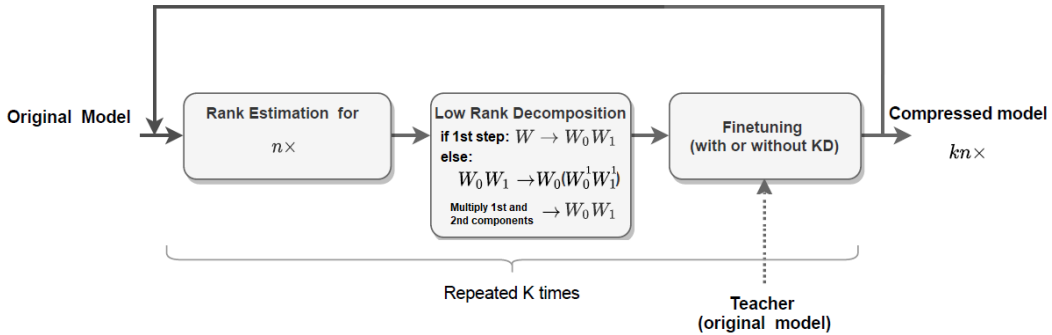 Original Model
Rank Estimation for
n×
Low Rank Decomposition
if 1st step: W → W₀W₁
else:
W₀W₁ → W₀(W₀¹W₁¹)
Multiply 1st and
2nd components → W₀W₁
Finetuning
(with or without KD)
Compressed model
kn×
Repeated K times
Teacher
(original model)